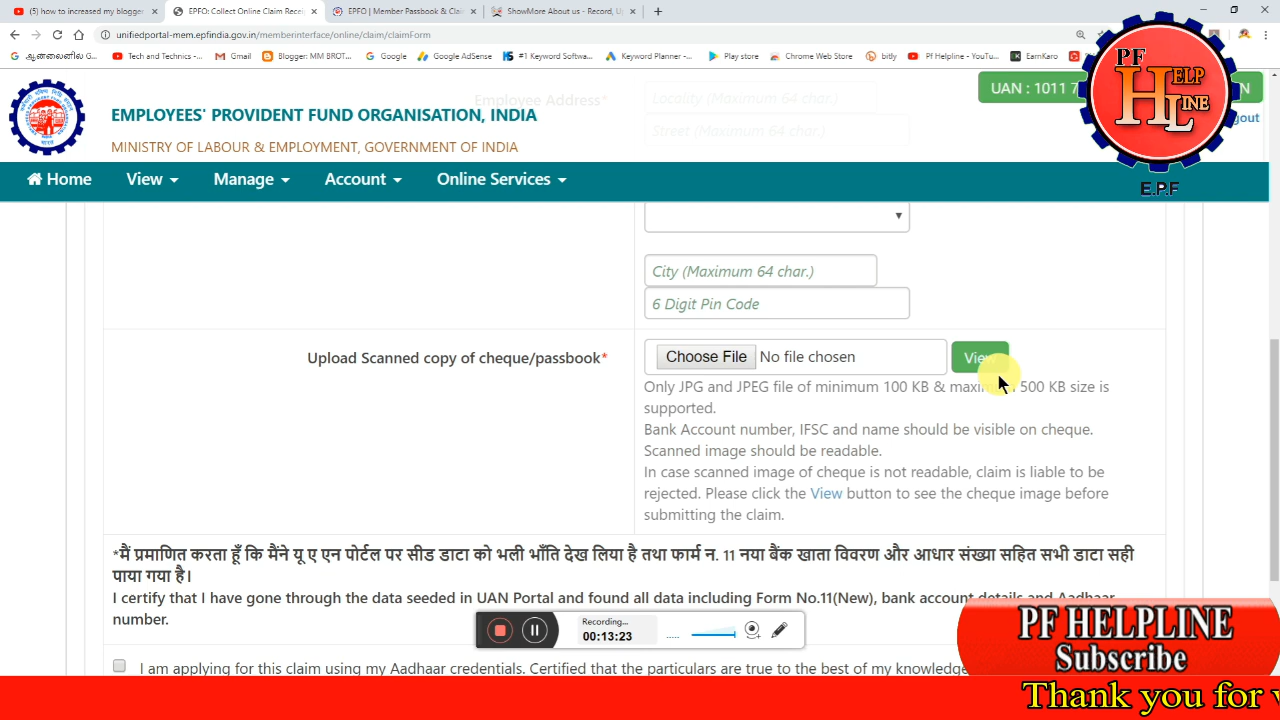 (5) how to increased my blogger
EPFO: Collect Online Claim Recei
EPFO | Member Passbook & Clai
ShowMore About us - Record, U
unifiedportal-mem.epfindia.gov.in/memberinterface/online/claim/claimForm
ஆன்லைனில் G...
Tech and Technics -...
Gmail
Blogger: MM BROT...
Google
Google AdSense
#1 Keyword Softwa...
Keyword Planner -...
Play store
Chrome Web Store
bitly
Pf Helpline - YouTu...
EarnKaro
Employee Address*
Locality (Maximum 64 char.)
Street (Maximum 64 char.)
EMPLOYEES' PROVIDENT FUND ORGANISATION, INDIA
MINISTRY OF LABOUR & EMPLOYMENT, GOVERNMENT OF INDIA
UAN : 1011 7
N
gout
PF
HELP
LINE
E.P.F
Home
View
Manage
Account
Online Services
City (Maximum 64 char.)
6 Digit Pin Code
Upload Scanned copy of cheque/passbook*
Choose File No file chosen
View
Only JPG and JPEG file of minimum 100 KB & maxim 500 KB size is
supported.
Bank Account number, IFSC and name should be visible on cheque.
Scanned image should be readable.
In case scanned image of cheque is not readable, claim is liable to be
rejected. Please click the View button to see the cheque image before
submitting the claim.
*मैं प्रमाणित करता हूँ कि मैंने यू ए एन पोर्टल पर सीड डाटा को भली भाँति देख लिया है तथा फार्म न. 11 नया बैंक खाता विवरण और आधार संख्या सहित सभी डाटा सही
पाया गया है।
I certify that I have gone through the data seeded in UAN Portal and found all data including Form No.11(New), bank account details and Aadhaar
number.
Recording...
00:13:23
I am applying for this claim using my Aadhaar credentials. Certified that the particulars are true to the best of my knowledge
PF HELPLINE
Subscribe
Thank you for